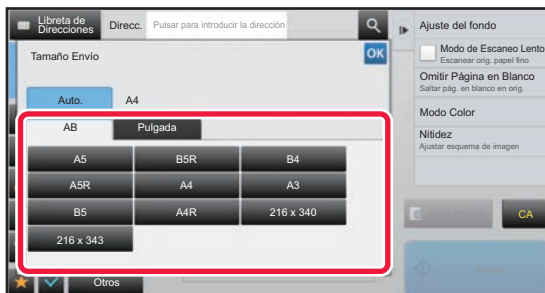 Libreta de
Direcciones
Direcc.
Pulsar para introducir la dirección
Tamaño Envío
OK
Auto.
A4
AB
Pulgada
A5
B5R
B4
A5R
A4
A3
B5
A4R
216 x 340
216 x 343
Otros
Ajuste del fondo
Modo de Escaneo Lento
Escanear orig. papel fino
Omitir Página en Blanco
Saltar pág. en blanco en orig.
Modo Color
Nitidez
Ajustar esquema de imagen
CA